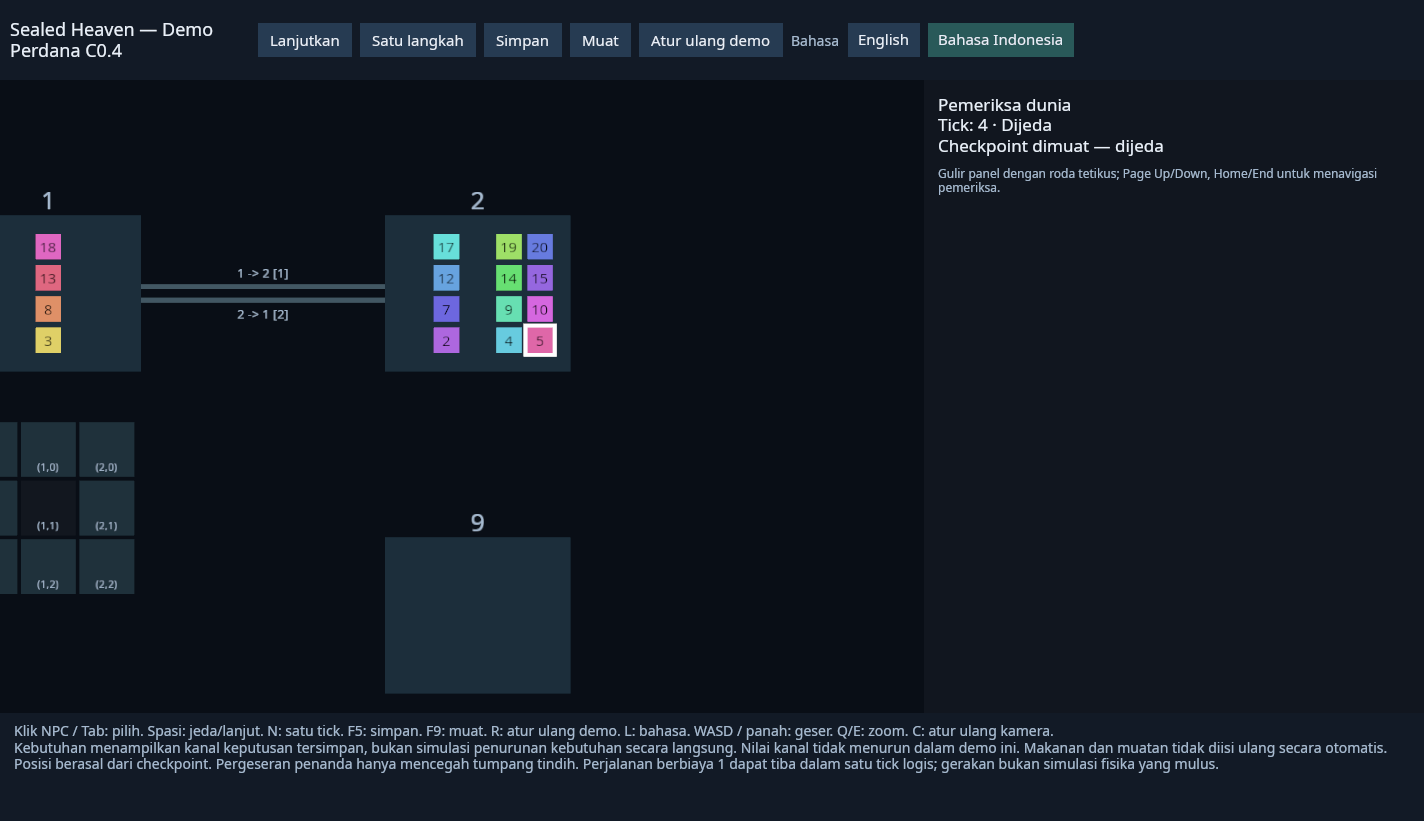 Sealed Heaven — Demo
Perdana C0.4
Lanjutkan
Satu langkah
Simpan
Muat
Atur ulang demo
Bahasa
English
Bahasa Indonesia
Pemeriksa dunia
Tick: 4 · Dijeda
Checkpoint dimuat — dijeda
Gulir panel dengan roda tetikus; Page Up/Down, Home/End untuk menavigasi
pemeriksa.
1
2
18
17
19
20
13
12
14
15
8
7
9
10
3
2
4
5
1 -> 2 [1]
2 -> 1 [2]
(1,0)
(2,0)
(1,1)
(2,1)
(1,2)
(2,2)
9
Klik NPC / Tab: pilih. Spasi: jeda/lanjut. N: satu tick. F5: simpan. F9: muat. R: atur ulang demo. L: bahasa. WASD / panah: geser. Q/E: zoom. C: atur ulang kamera.
Kebutuhan menampilkan kanal keputusan tersimpan, bukan simulasi penurunan kebutuhan secara langsung. Nilai kanal tidak menurun dalam demo ini. Makanan dan muatan tidak diisi ulang secara otomatis.
Posisi berasal dari checkpoint. Pergeseran penanda hanya mencegah tumpang tindih. Perjalanan berbiaya 1 dapat tiba dalam satu tick logis; gerakan bukan simulasi fisika yang mulus.